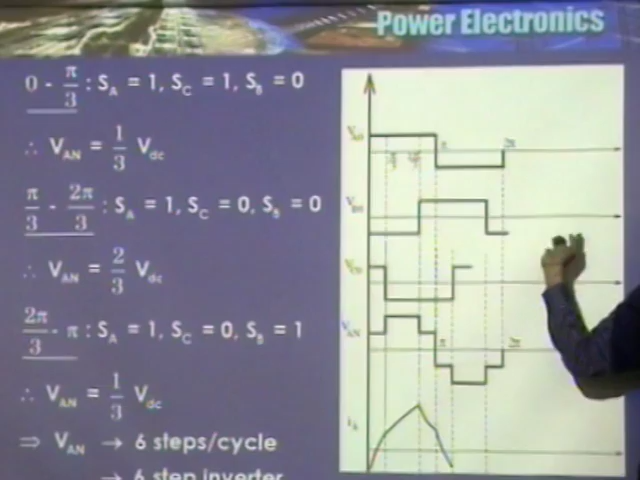 Power Electronics
0 - π/3 : S_A = 1, S_C = 1, S_B = 0
∴ V_AN = 1/3 V_dc
π/3 - 2π/3 : S_A = 1, S_C = 0, S_B = 0
∴ V_AN = 2/3 V_dc
2π/3 - π : S_A = 1, S_C = 0, S_B = 1
∴ V_AN = 1/3 V_dc
⇒ V_AN → 6 steps/cycle
→ 6 step inverter
π 2π
V_AN
π 2π